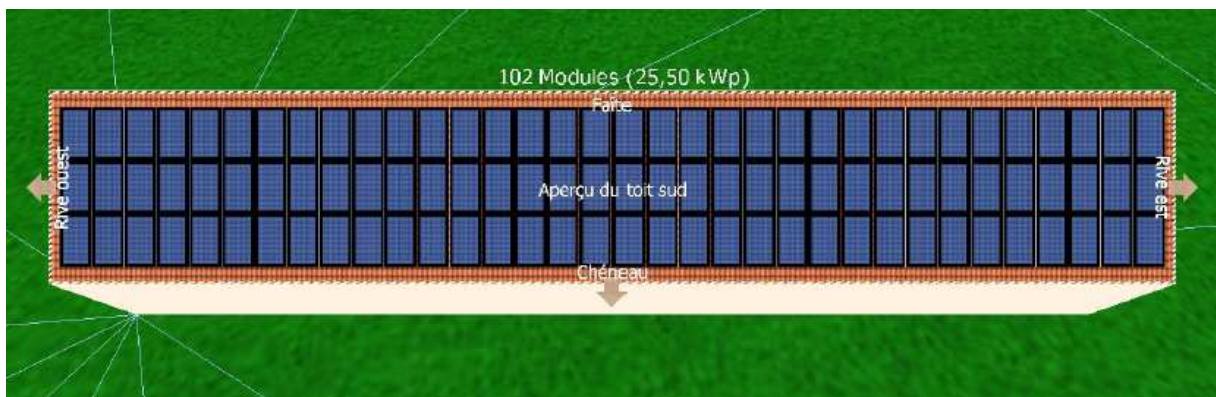 102 Modules (25,50 kWp)
Faîte
Rive ouest
Aperçu du toit sud
Rive est
Chéneau